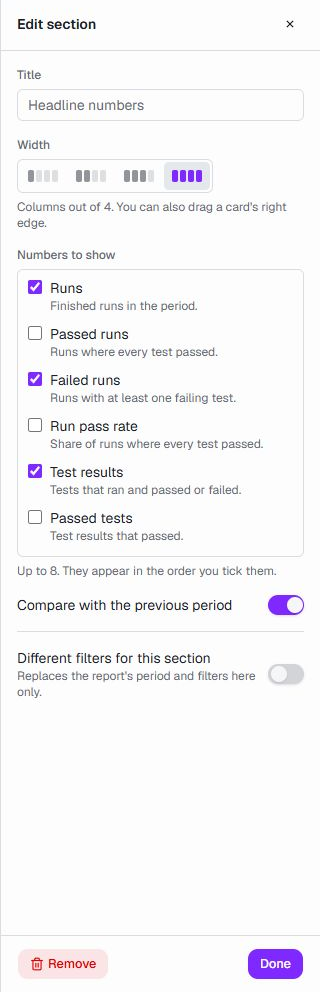 Edit section
×
Title
Headline numbers
Width
Columns out of 4. You can also drag a card's right
edge.
Numbers to show
Runs
Finished runs in the period.
Passed runs
Runs where every test passed.
Failed runs
Runs with at least one failing test.
Run pass rate
Share of runs where every test passed.
Test results
Tests that ran and passed or failed.
Passed tests
Test results that passed.
Up to 8. They appear in the order you tick them.
Compare with the previous period
Different filters for this section
Replaces the report's period and filters here
only.
Remove
Done